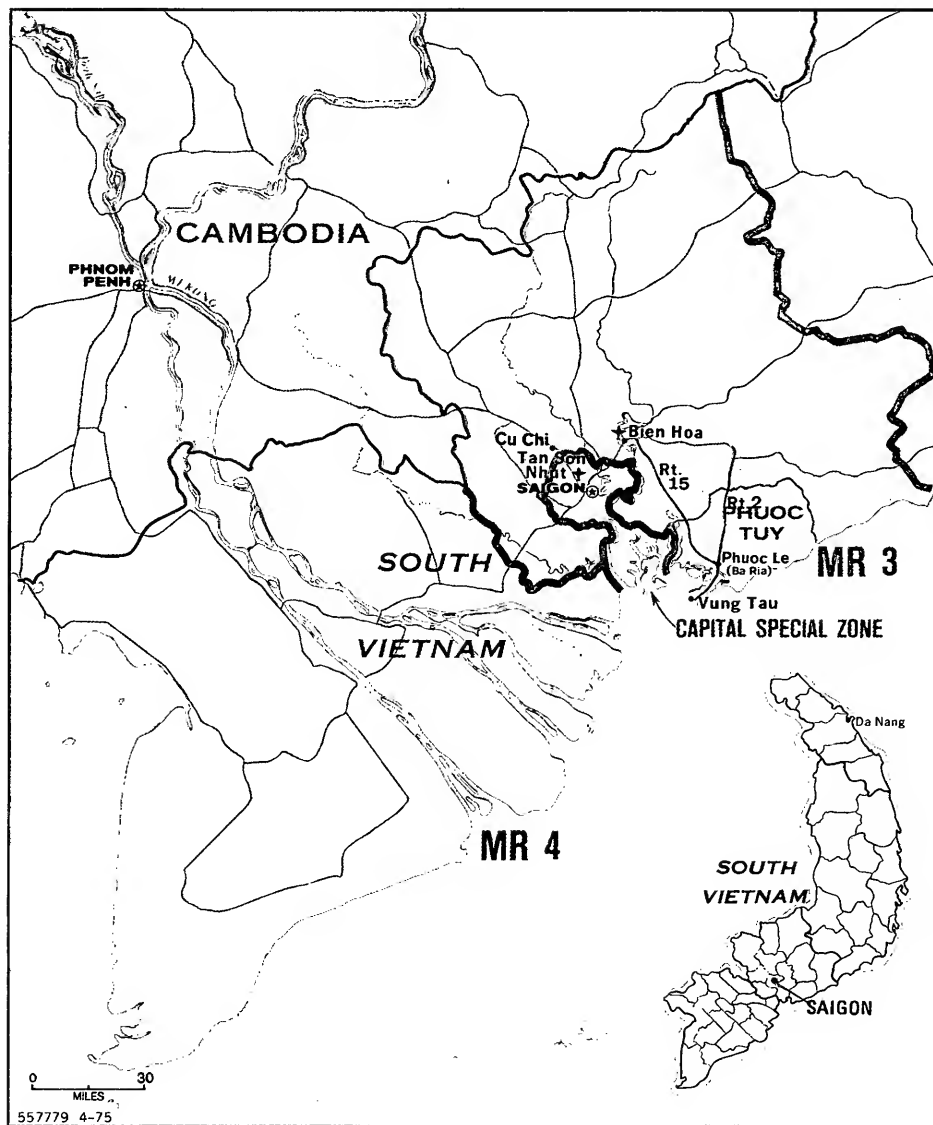 CAMBODIA
PHNOM
PENH
MEKONG
Cu Chi
Tan Son
Nhut
SAIGON
Bien Hoa
Rt.
15
Rt.2
PHUOC
TUY
Phuoc Le
(Ba Ria)
MR 3
Vung Tau
CAPITAL SPECIAL ZONE
SOUTH
VIETNAM
MR 4
Da Nang
SOUTH
VIETNAM
SAIGON
0 30
MILES
557779 4-75